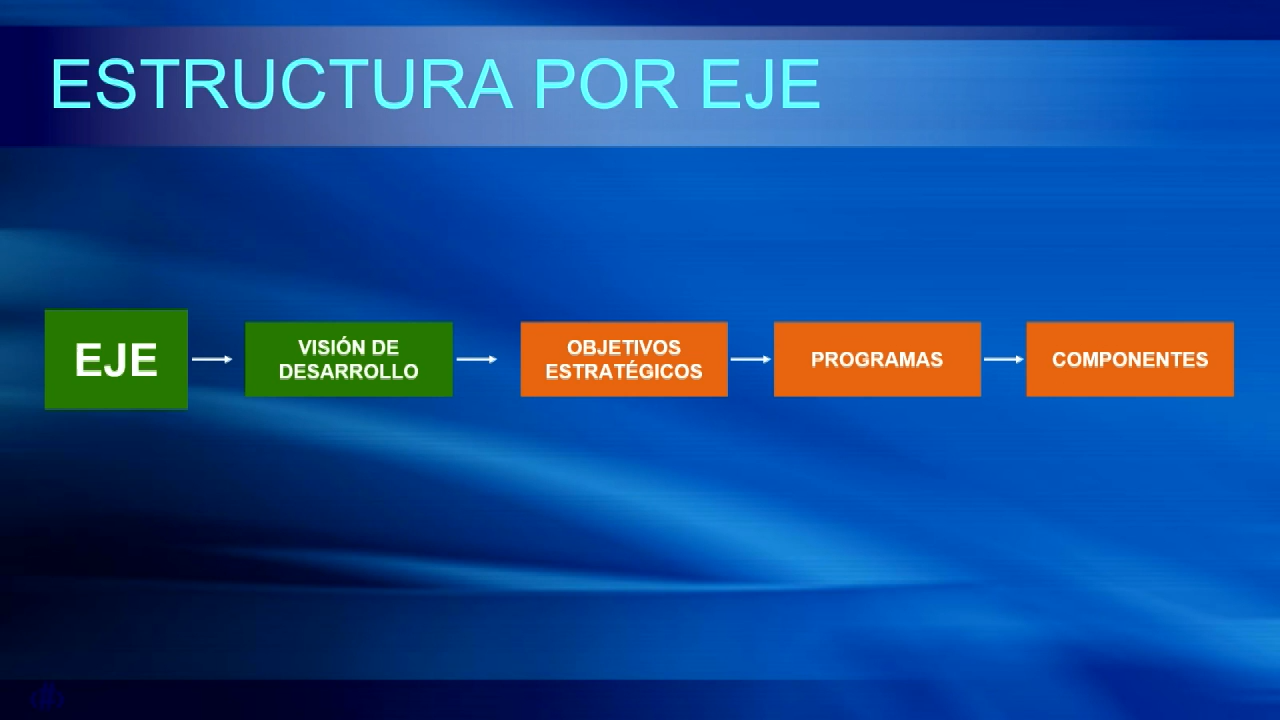 ESTRUCTURA POR EJE
EJE
VISIÓN DE
DESARROLLO
OBJETIVOS
ESTRATÉGICOS
PROGRAMAS
COMPONENTES